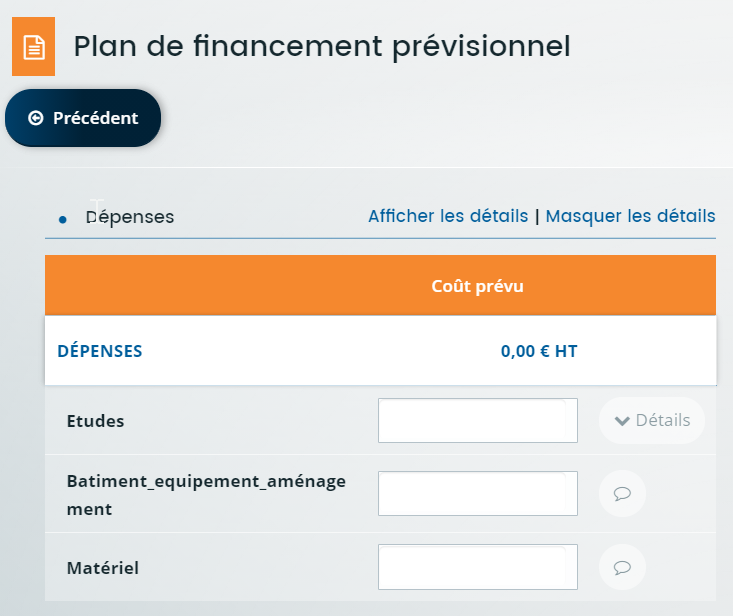 Plan de financement prévisionnel
Précédent
Dépenses
Afficher les détails | Masquer les détails
Coût prévu
DÉPENSES
0,00 € HT
Etudes
Détails
Batiment_equipement_aménage
ment
Matériel